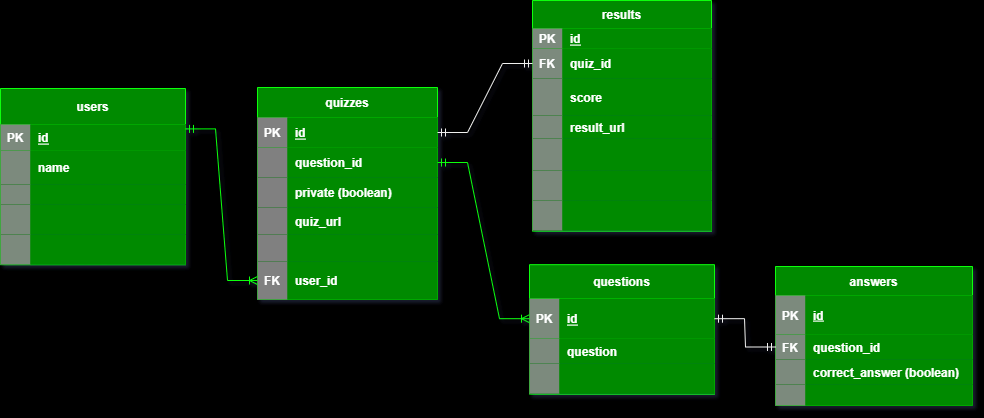 users
PK id
name
quizzes
PK id
question_id
private (boolean)
quiz_url
FK user_id
results
PK id
FK quiz_id
score
result_url
questions
PK id
question
answers
PK id
FK question_id
correct_answer (boolean)